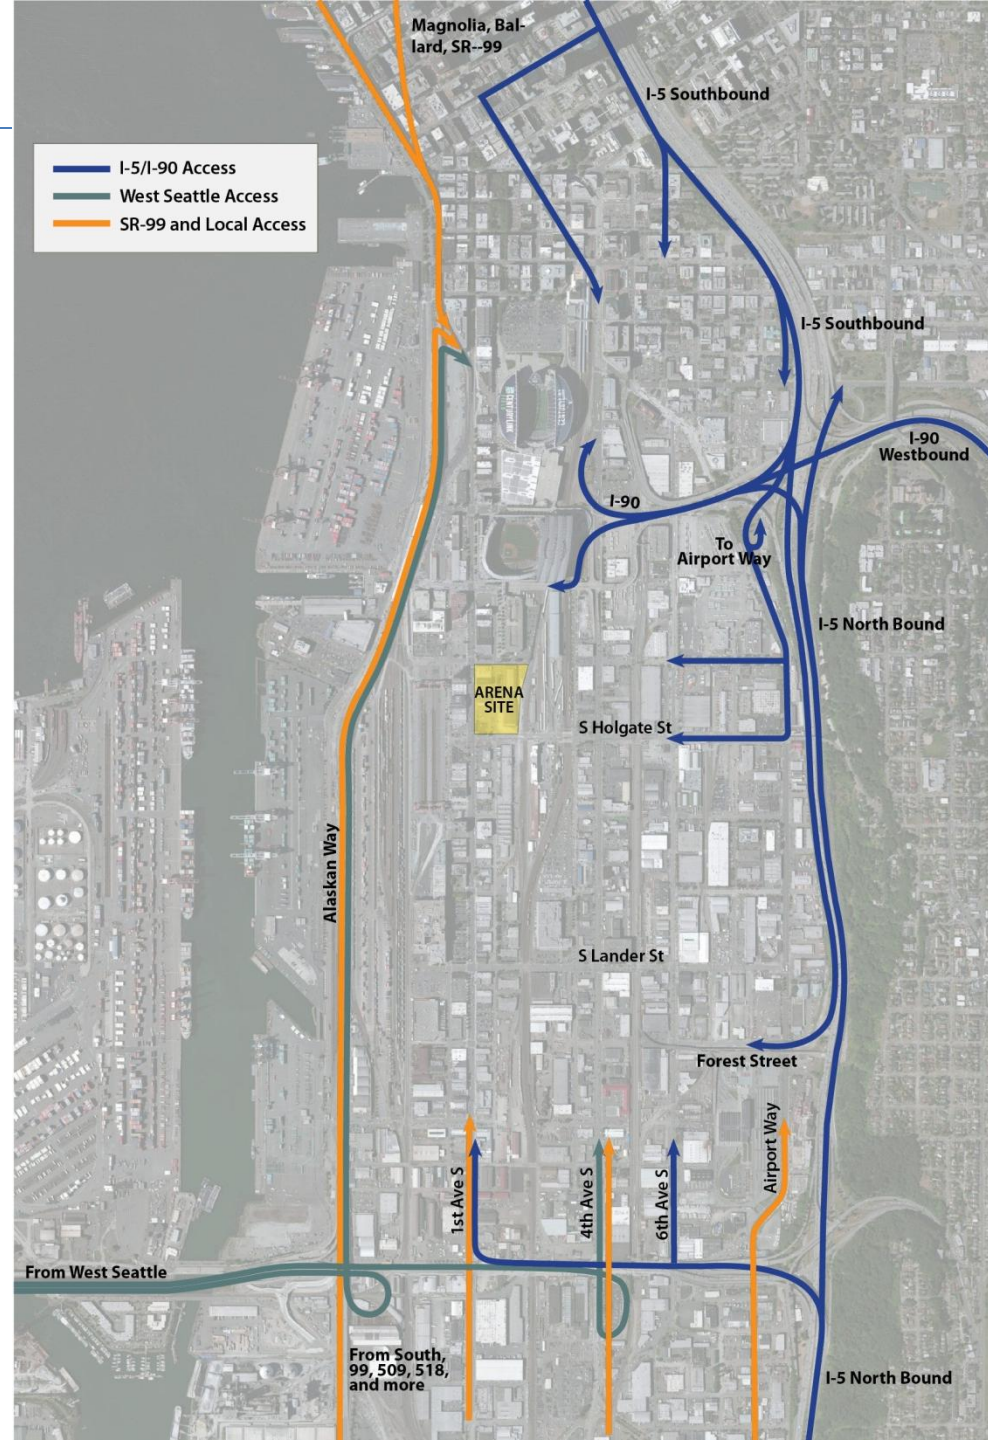 Magnolia, Bal-
lard, SR--99
I-5 Southbound
I-5/I-90 Access
West Seattle Access
SR-99 and Local Access
I-5 Southbound
I-90
Westbound
I-90
To
Airport Way
I-5 North Bound
ARENA
SITE
S Holgate St
Alaskan Way
S Lander St
Forest Street
Airport Way
1st Ave S
4th Ave S
6th Ave S
From West Seattle
From South,
99, 509, 518,
and more
I-5 North Bound